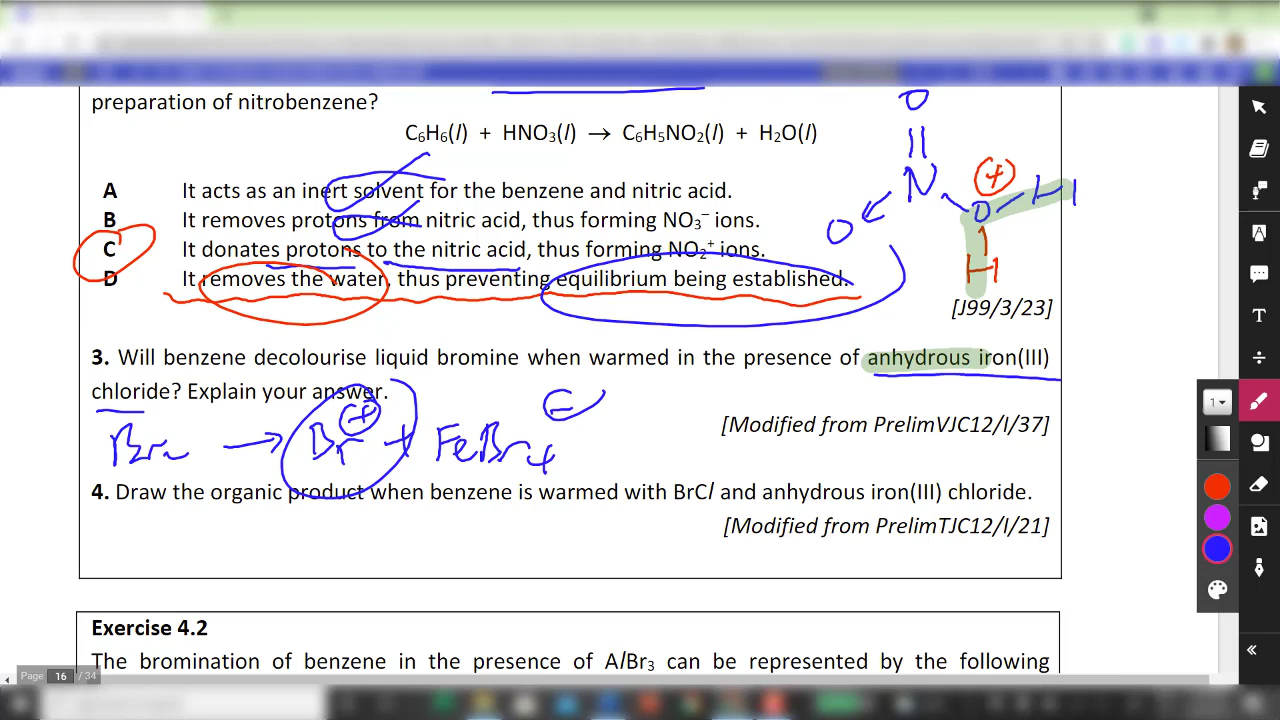 preparation of nitrobenzene?
C₆H₆(l) + HNO₃(l) → C₆H₅NO₂(l) + H₂O(l)
A It acts as an inert solvent for the benzene and nitric acid.
B It removes protons from nitric acid, thus forming NO₃⁻ ions.
C It donates protons to the nitric acid, thus forming NO₂⁺ ions.
D It removes the water, thus preventing equilibrium being established.
O
N
⊕
O
H
O
H
[J99/3/23]
3. Will benzene decolourise liquid bromine when warmed in the presence of anhydrous iron(III)
chloride? Explain your answer.
[Modified from PrelimVJC12/I/37]
Br₂ → Br⊕ + FeBr₄⊖
4. Draw the organic product when benzene is warmed with BrCl and anhydrous iron(III) chloride.
[Modified from PrelimTJC12/I/21]
Exercise 4.2
The bromination of benzene in the presence of AlBr₃ can be represented by the following
Page 16 / 34
1
T
A